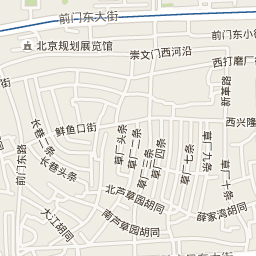 前门东大街
前门东小街
北京规划展览馆
崇文门西河沿
西打磨厂
新革路
鲜鱼口街
西兴隆
长巷二条
长巷头条
前门东路
草厂头条
草厂二条
草厂三条
草厂四条
草厂七条
草厂九条
草厂十条
北芦草园胡同
南芦草园胡同
大江胡同
薛家湾胡同